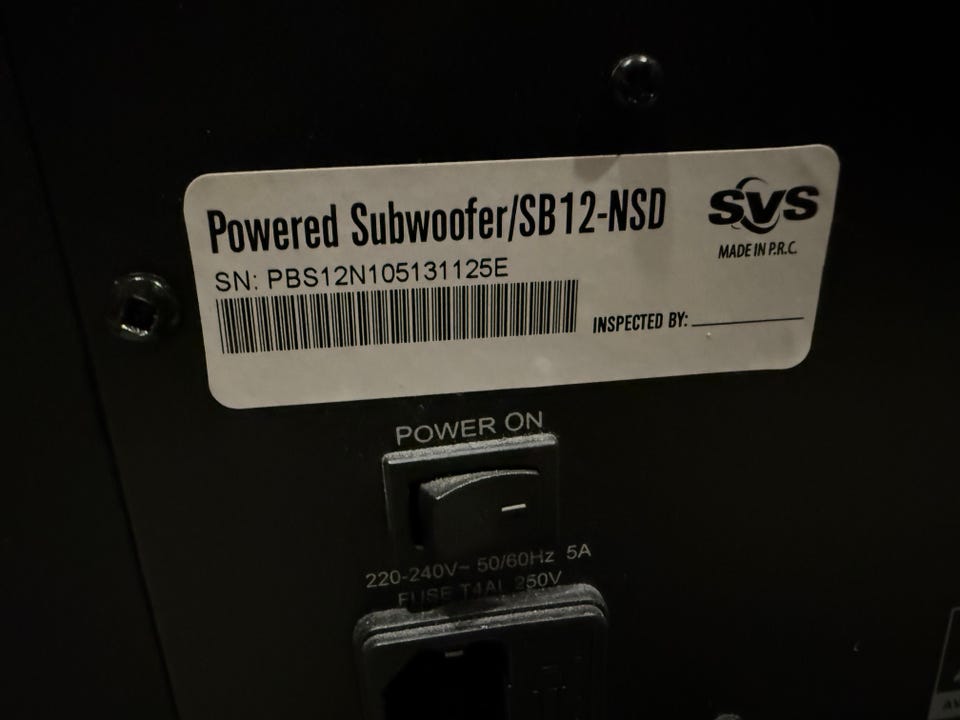 Powered Subwoofer/SB12-NSD
SVS
MADE IN P.R.C.
SN: PBS12N105131125E
INSPECTED BY:
POWER ON
220-240V~ 50/60Hz 5A
FUSE T4AL 250V